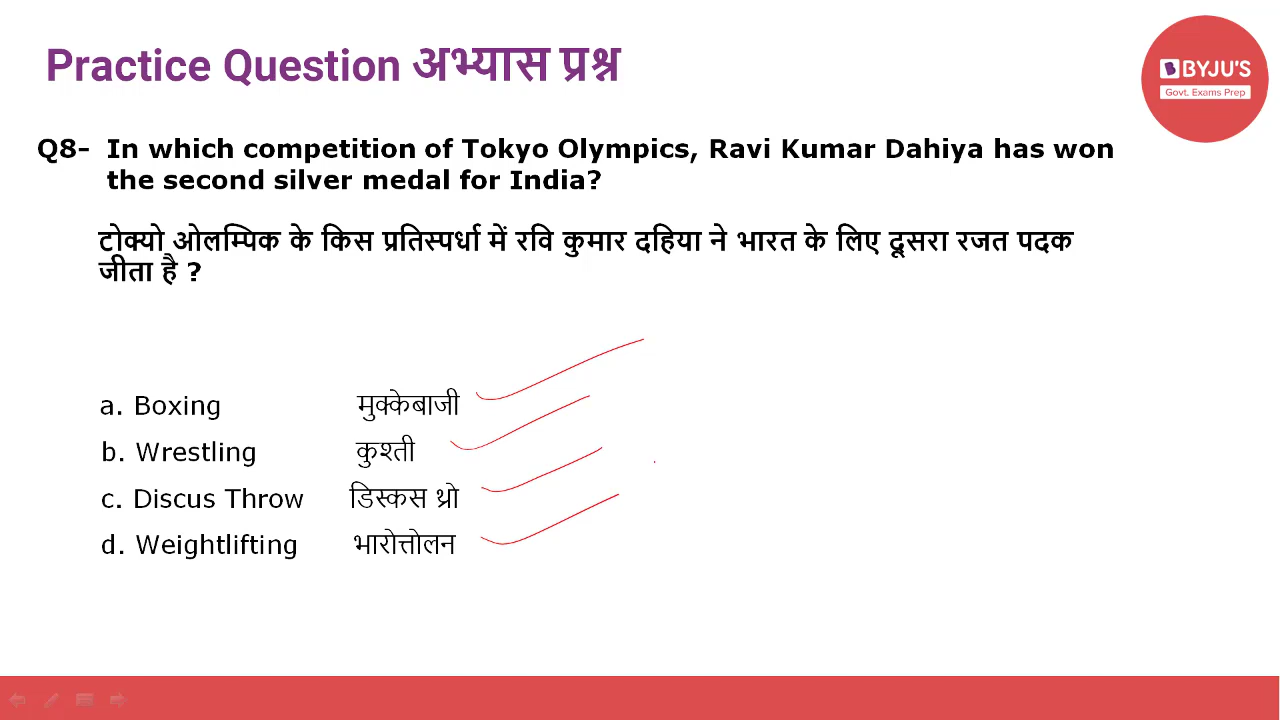 Practice Question अभ्यास प्रश्न
BYJU'S
Govt. Exams Prep
Q8- In which competition of Tokyo Olympics, Ravi Kumar Dahiya has won
the second silver medal for India?
टोक्यो ओलम्पिक के किस प्रतिस्पर्धा में रवि कुमार दहिया ने भारत के लिए दूसरा रजत पदक
जीता है ?
a. Boxing मुक्केबाजी
b. Wrestling कुश्ती
c. Discus Throw डिस्कस थ्रो
d. Weightlifting भारोत्तोलन